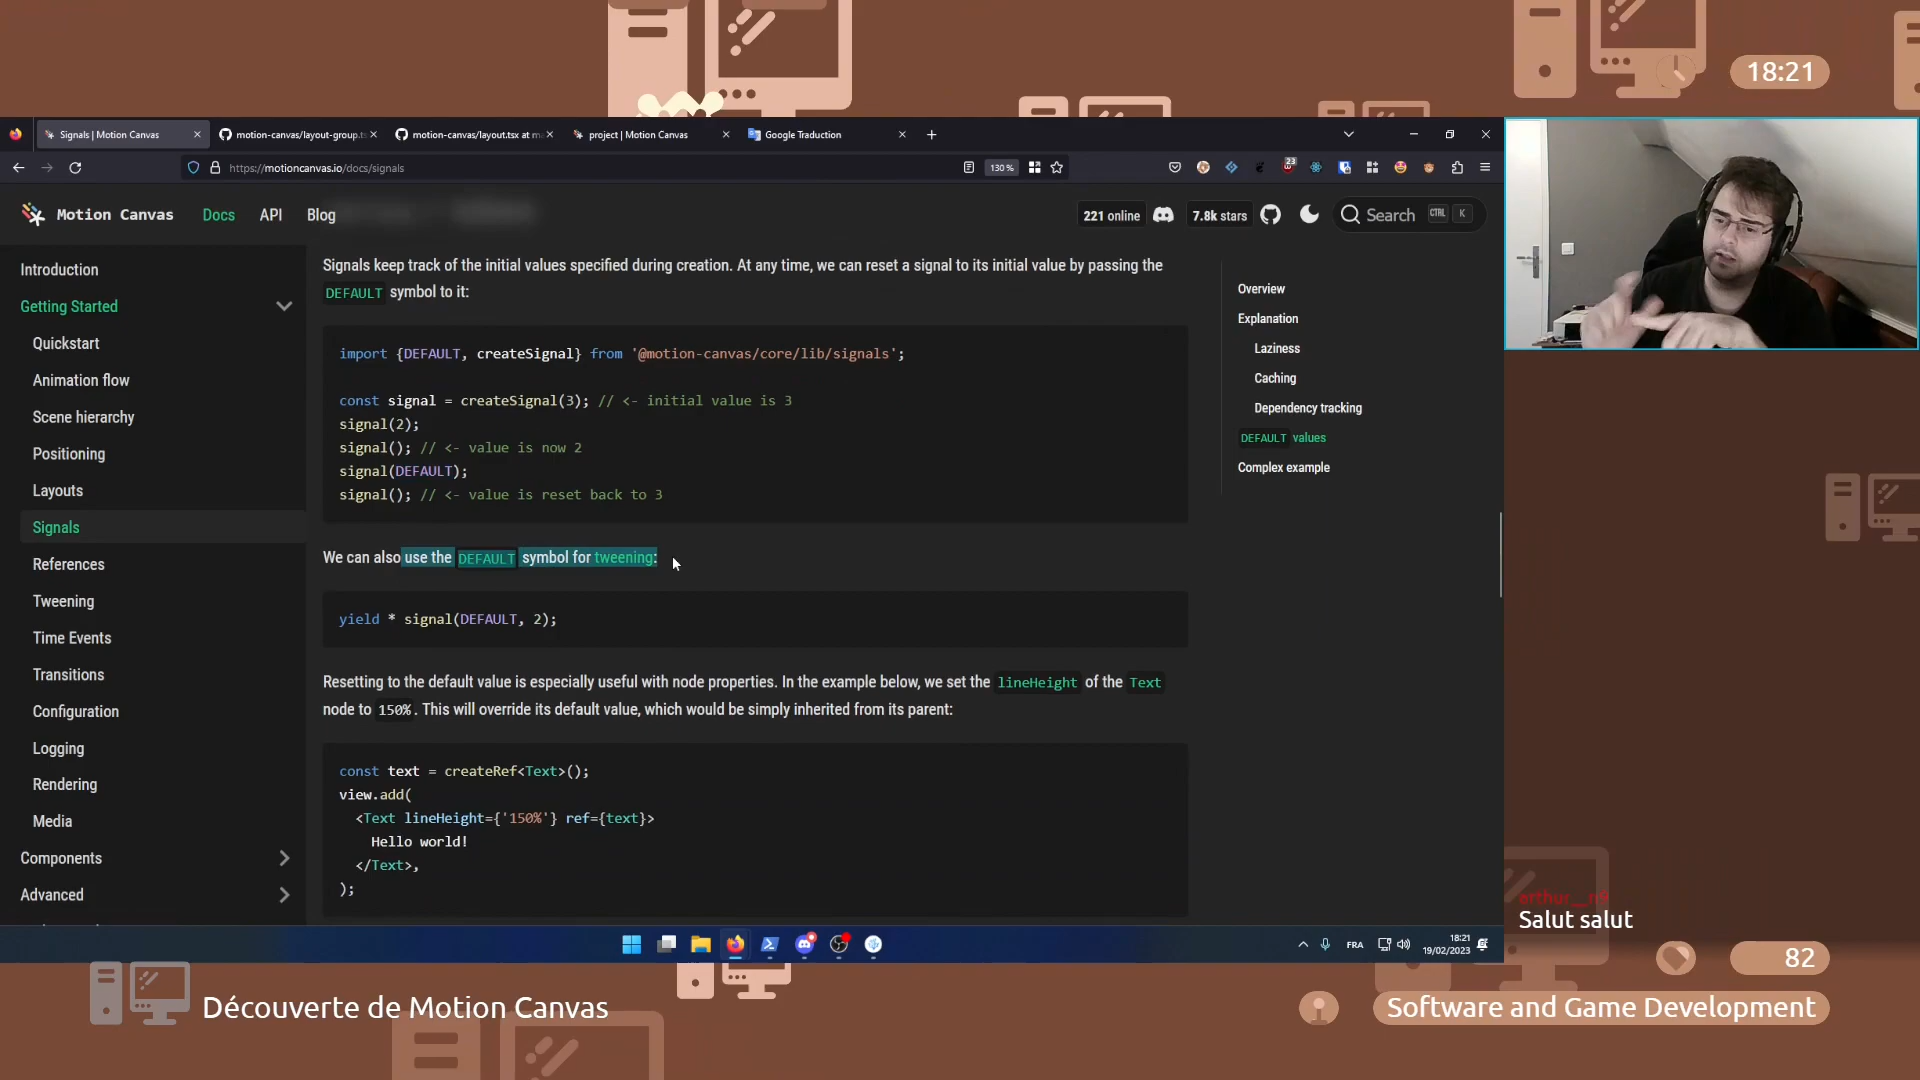 18:21
Signals | Motion Canvas
motion-canvas/layout-group.ts
motion-canvas/layout.tsx at ma
project | Motion Canvas
Google Traduction
https://motioncanvas.io/docs/signals
130 %
23
Motion Canvas
Docs
API
Blog
221 online
7.8k stars
Search
CTRL
K
Introduction
Getting Started
Quickstart
Animation flow
Scene hierarchy
Positioning
Layouts
Signals
References
Tweening
Time Events
Transitions
Configuration
Logging
Rendering
Media
Components
Advanced
Signals keep track of the initial values specified during creation. At any time, we can reset a signal to its initial value by passing the
DEFAULT symbol to it:
import {DEFAULT, createSignal} from '@motion-canvas/core/lib/signals';
const signal = createSignal(3); // <- initial value is 3
signal(2);
signal(); // <- value is now 2
signal(DEFAULT);
signal(); // <- value is reset back to 3
We can also use the DEFAULT symbol for tweening:
yield * signal(DEFAULT, 2);
Resetting to the default value is especially useful with node properties. In the example below, we set the lineHeight of the Text
node to 150%. This will override its default value, which would be simply inherited from its parent:
const text = createRef<Text>();
view.add(
<Text lineHeight={'150%'} ref={text}>
Hello world!
</Text>,
);
Overview
Explanation
Laziness
Caching
Dependency tracking
DEFAULT values
Complex example
FRA
18:21
19/02/2023
arthur__n9
Salut salut
82
Découverte de Motion Canvas
Software and Game Development